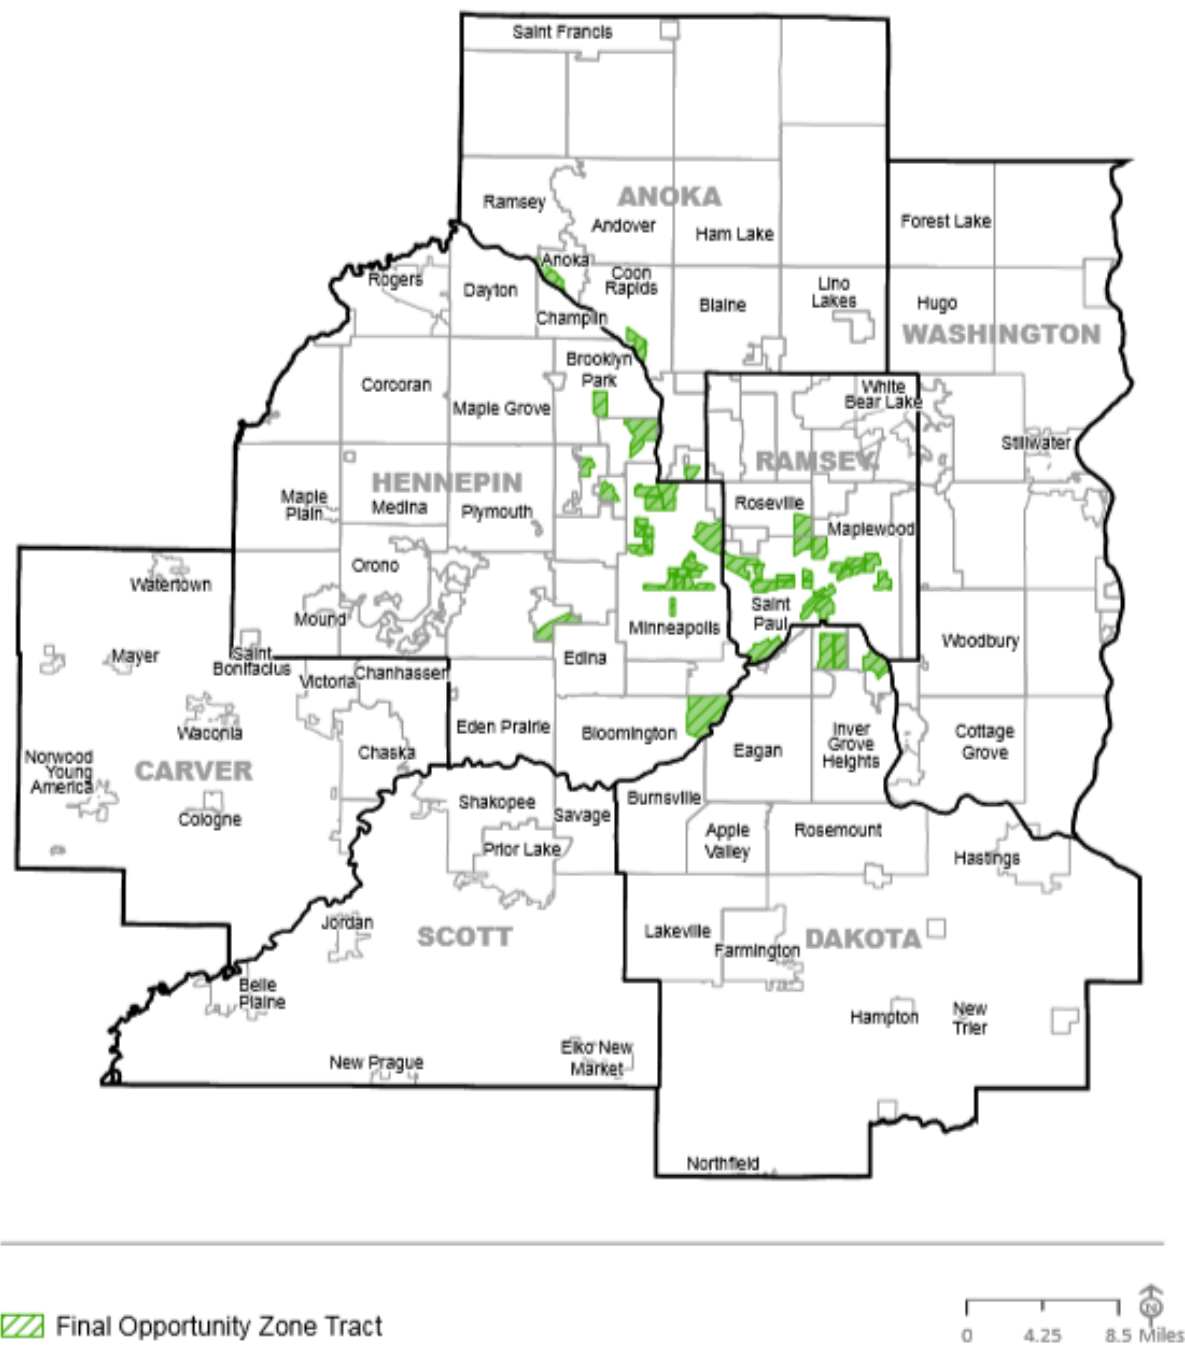 Saint Francis
ANOKA
Ramsey
Andover
Ham Lake
Forest Lake
Anoka
Rogers
Dayton
Coon
Rapids
Lino
Lakes
Blaine
Hugo
Champlin
WASHINGTON
Brooklyn
Park
Corcoran
Maple Grove
White
Bear Lake
Stillwater
RAMSEY
HENNEPIN
Maple
Plain
Medina
Plymouth
Roseville
Maplewood
Orono
Watertown
Mound
Saint
Paul
Minneapolis
Woodbury
Mayer
Saint
Bonifacius
Edina
Victoria
Chanhassen
Waconia
Eden Prairie
Bloomington
Eagan
Inver
Grove
Heights
Cottage
Grove
Norwood
Young
America
CARVER
Chaska
Cologne
Shakopee
Savage
Burnsville
Prior Lake
Apple
Valley
Rosemount
Hastings
Jordan
SCOTT
Lakeville
Farmington
DAKOTA
Belle
Plaine
Hampton
New
Trier
New Prague
Elko New
Market
Northfield
Final Opportunity Zone Tract
N
0 4.25 8.5 Miles